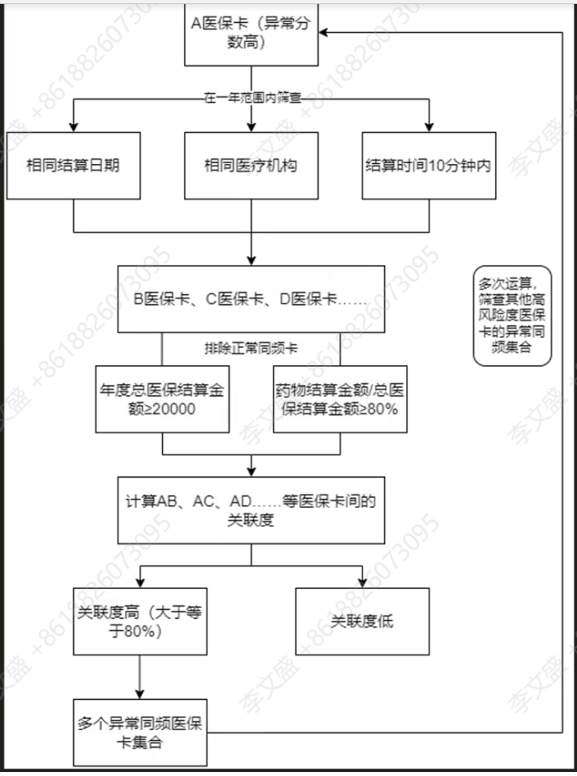 A医保卡（异常分
数高）
在一年范围内筛查
相同结算日期
相同医疗机构
结算时间10分钟内
B医保卡、C医保卡、D医保卡……
多次运算，
筛查其他高
风险度医保
卡的异常同
频集合
排除正常同频卡
年度总医保结算金
额≥20000
药物结算金额/总医
保结算金额≥80%
计算AB、AC、AD……等医保卡间的
关联度
关联度高（大于等
于80%）
关联度低
多个异常同频医保
卡集合
李文盛 +8618826073095